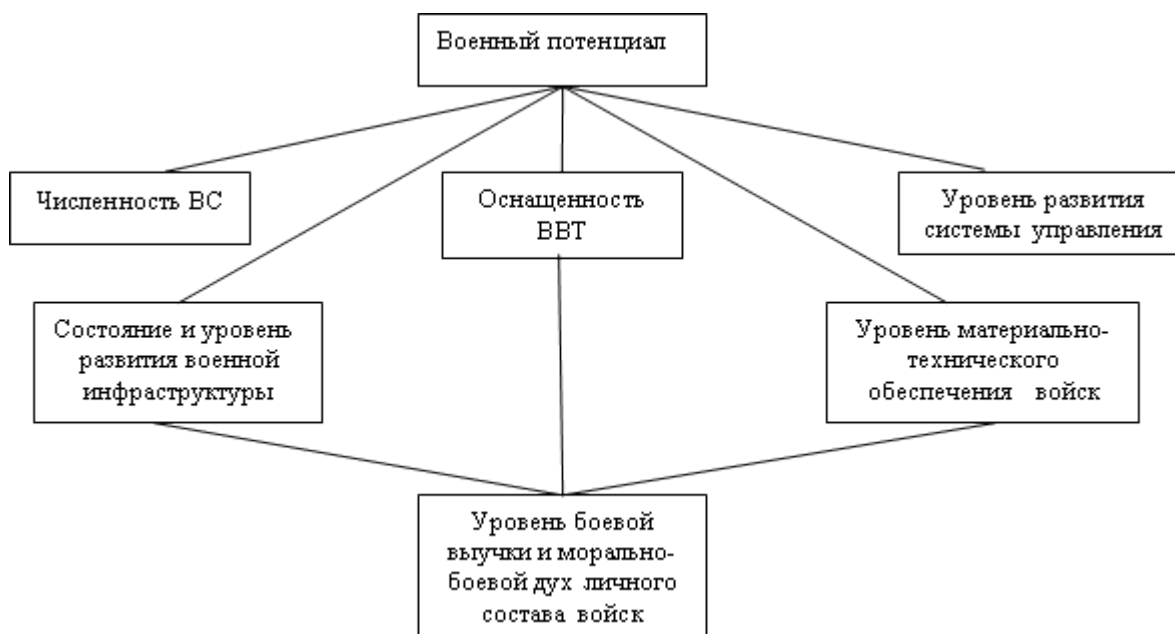 Военный потенциал
Численность ВС
Оснащенность
ВВТ
Уровень развития
системы управления
Состояние и уровень
развития военной
инфраструктуры
Уровень материально-
технического
обеспечения войск
Уровень боевой
выучки и морально-
боевой дух личного
состава войск